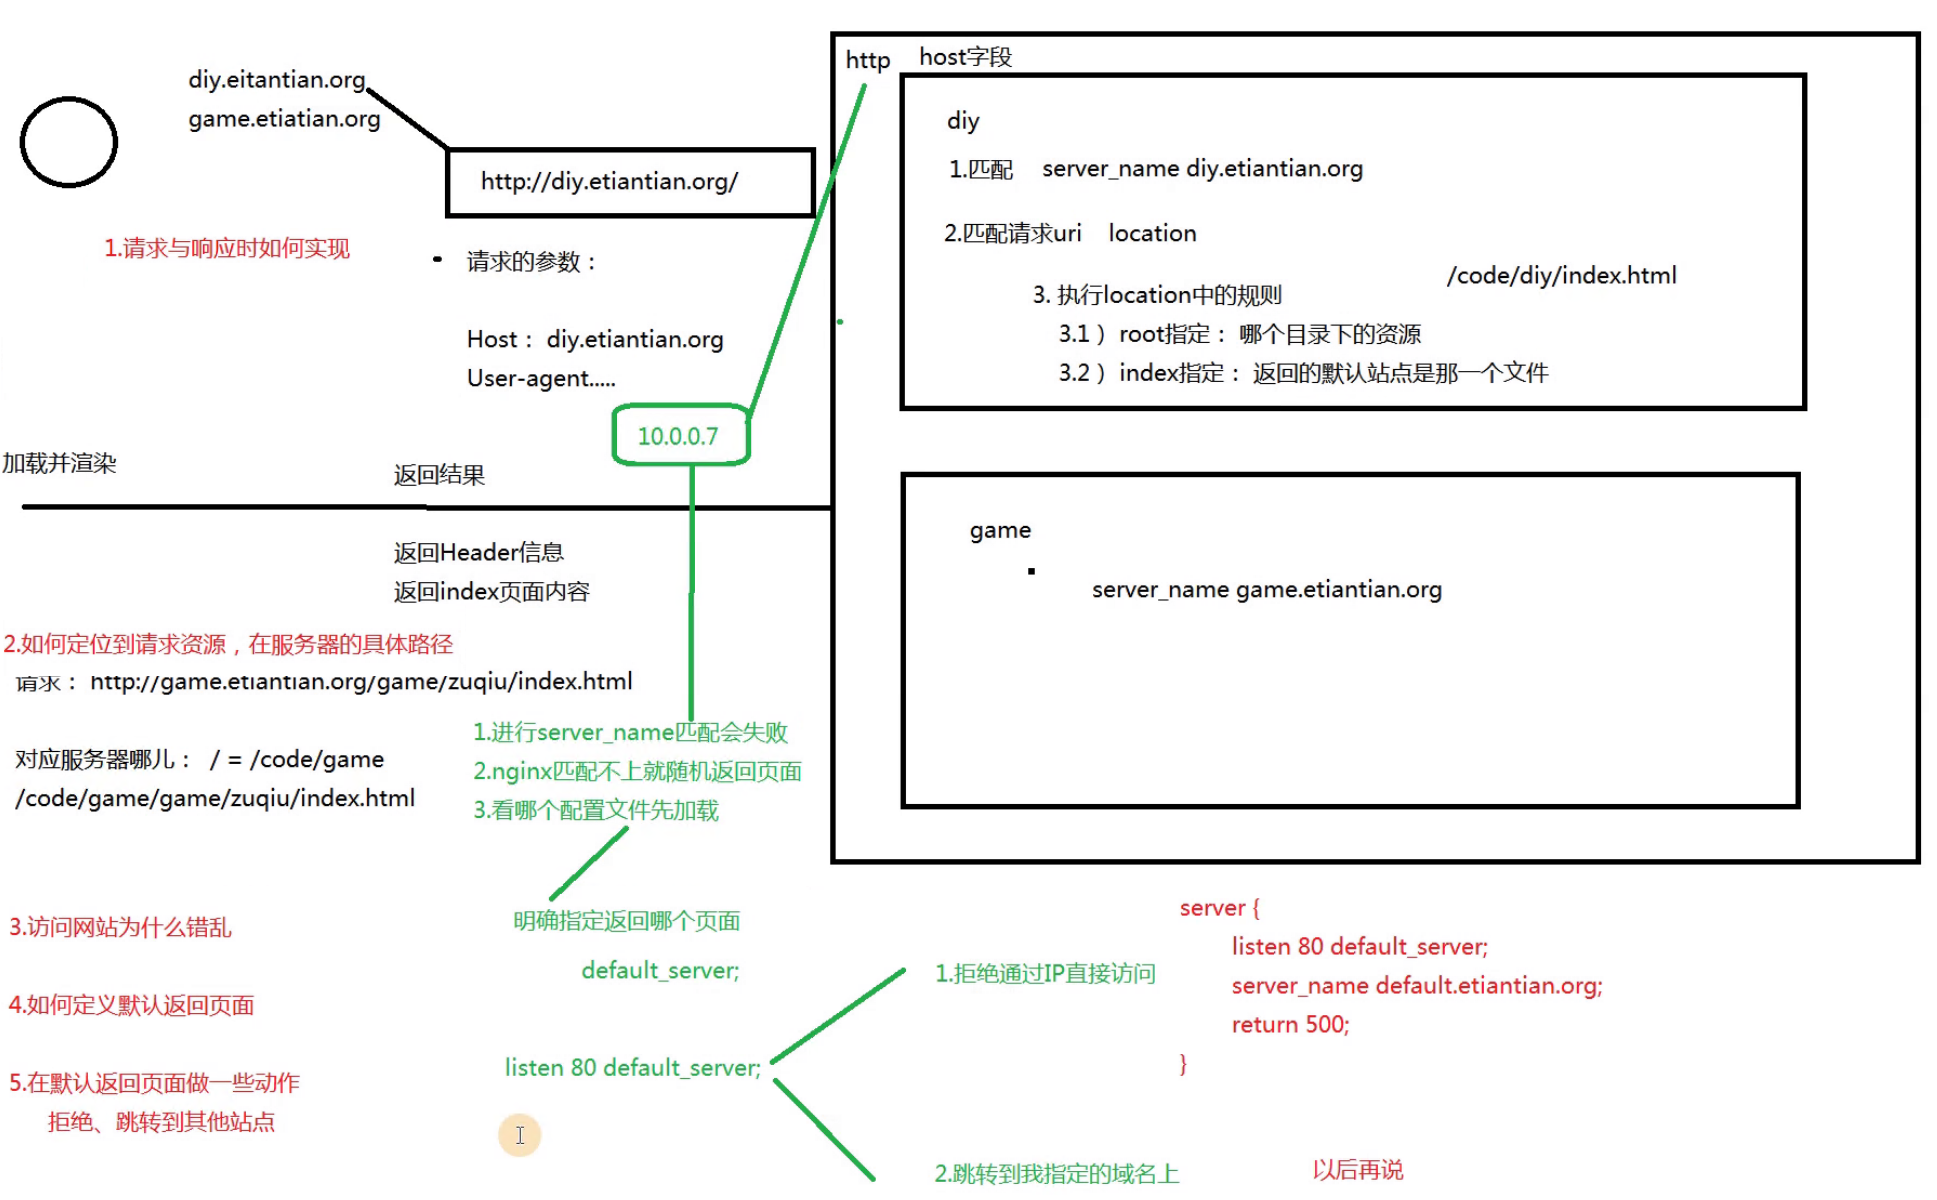 diy.eitantian.org
game.etiatian.org
http://diy.etiantian.org/
1.请求与响应时如何实现
请求的参数：
Host： diy.etiantian.org
User-agent.....
10.0.0.7
加载并渲染
返回结果
返回Header信息
返回index页面内容
http
host字段
diy
1.匹配 server_name diy.etiantian.org
2.匹配请求uri location
/code/diy/index.html
3. 执行location中的规则
3.1 ）root指定： 哪个目录下的资源
3.2 ）index指定： 返回的默认站点是那一个文件
game
server_name game.etiantian.org
2.如何定位到请求资源，在服务器的具体路径
请求： http://game.etiantian.org/game/zuqiu/index.html
对应服务器哪儿： / = /code/game
/code/game/game/zuqiu/index.html
1.进行server_name匹配会失败
2.nginx匹配不上就随机返回页面
3.看哪个配置文件先加载
明确指定返回哪个页面
default_server;
listen 80 default_server;
3.访问网站为什么错乱
4.如何定义默认返回页面
5.在默认返回页面做一些动作
拒绝、跳转到其他站点
1.拒绝通过IP直接访问
server {
listen 80 default_server;
server_name default.etiantian.org;
return 500;
}
2.跳转到我指定的域名上
以后再说